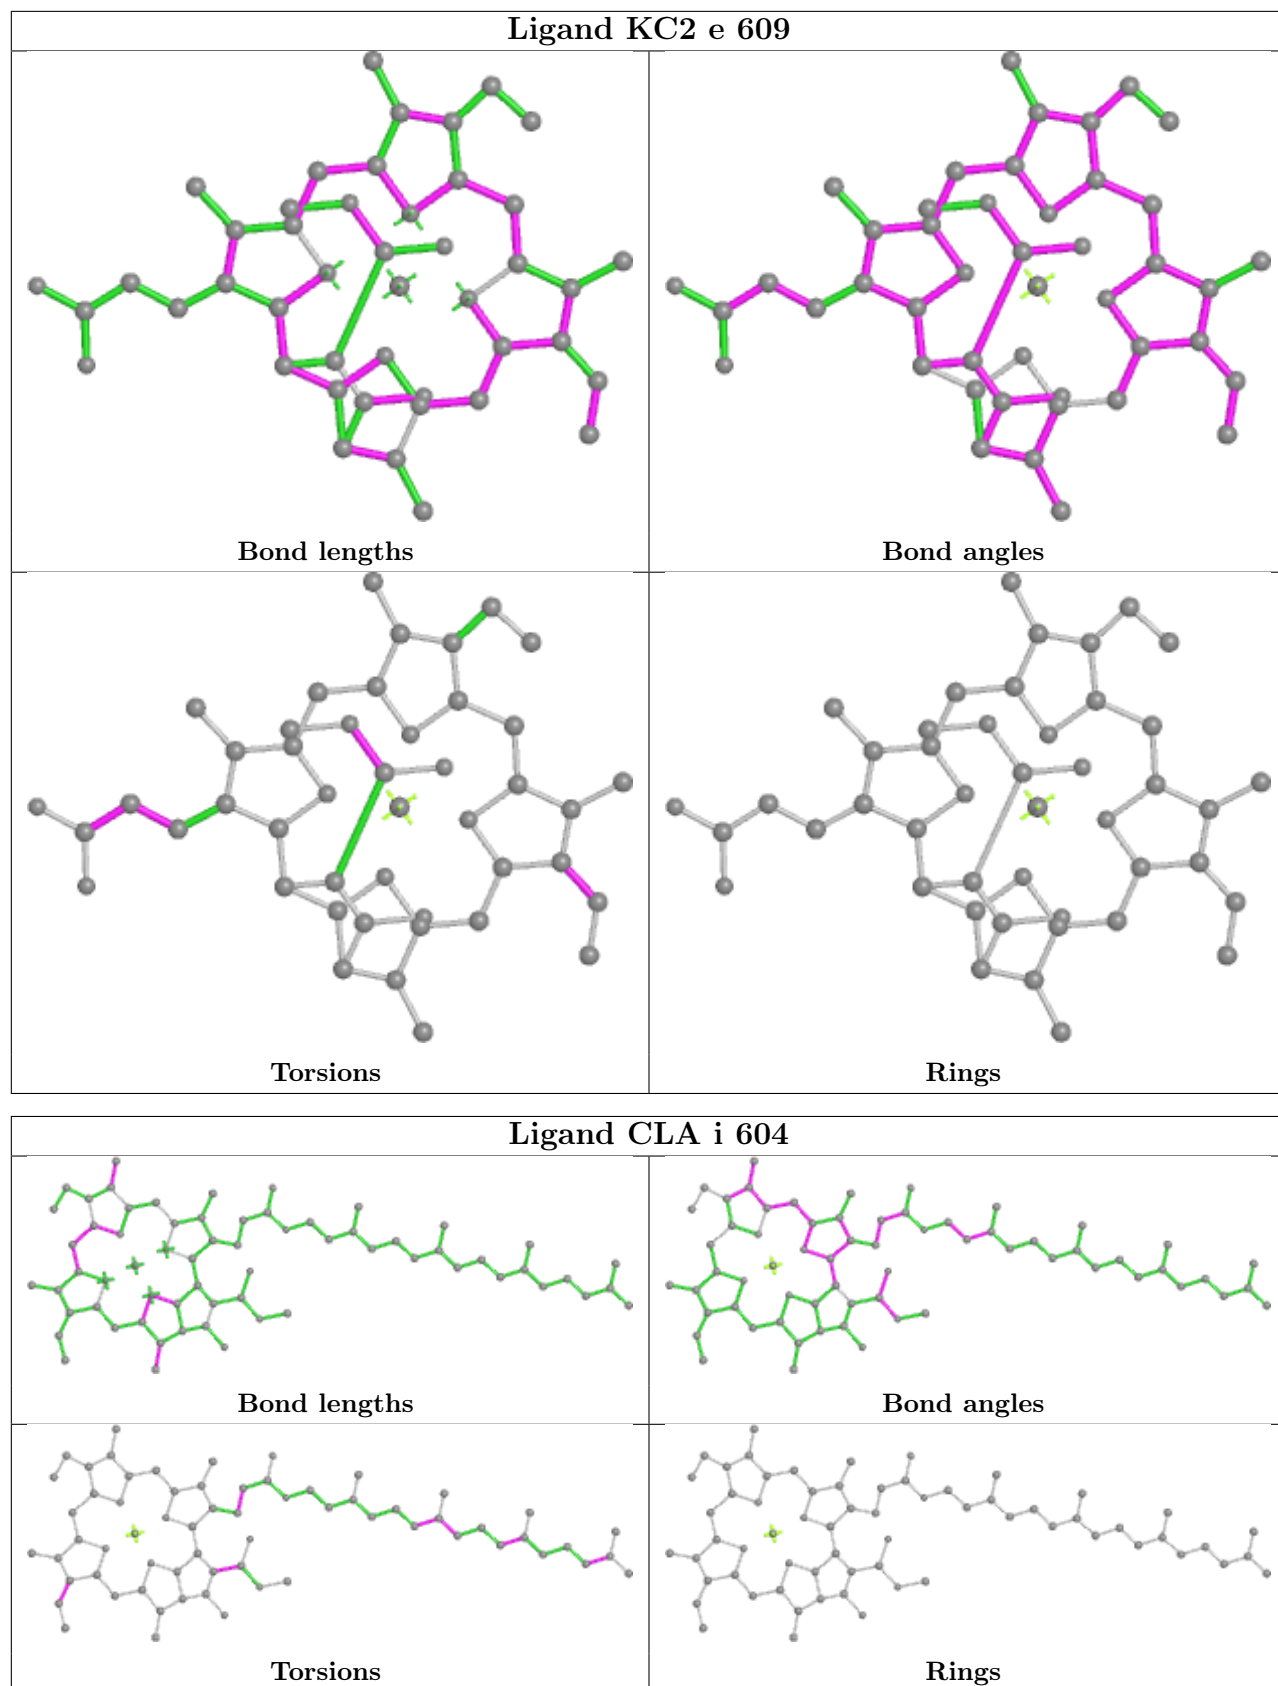 Ligand KC2 e 609
Bond lengths
Bond angles
Torsions
Rings
Ligand CLA i 604
Bond lengths
Bond angles
Torsions
Rings